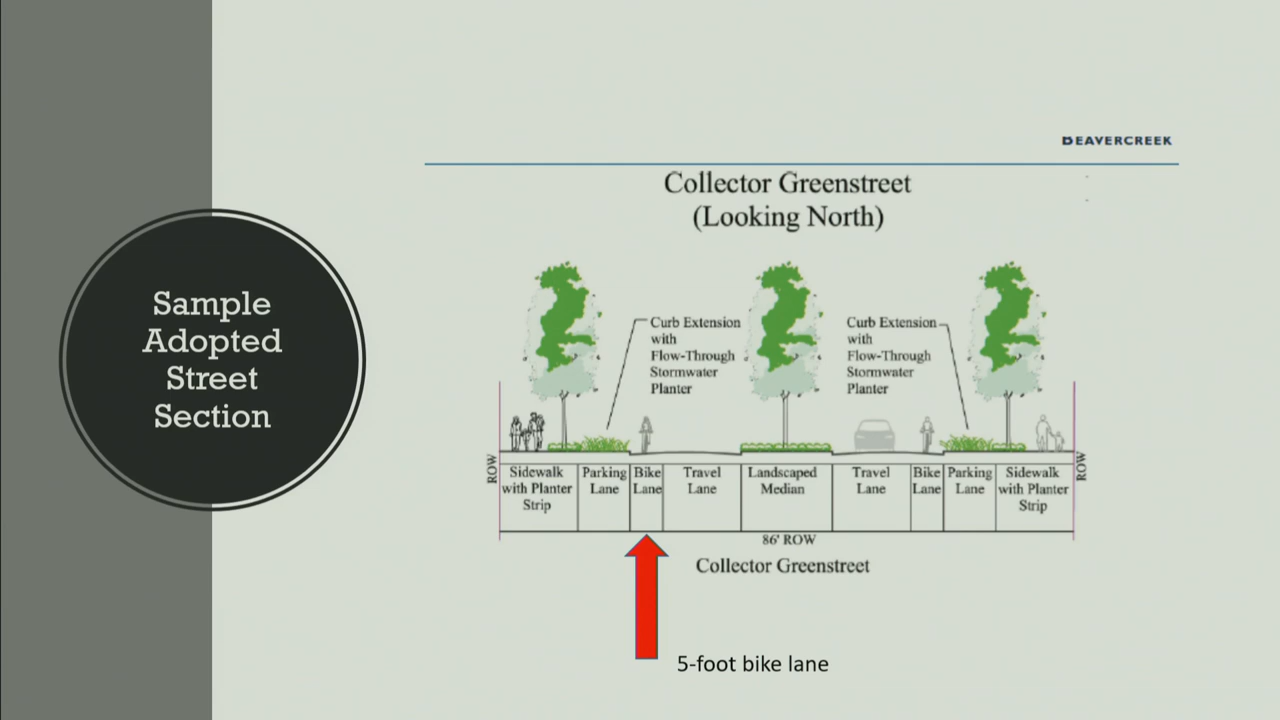 Sample
Adopted
Street
Section
BEAVERCREEK
Collector Greenstreet
(Looking North)
Curb Extension
with
Flow-Through
Stormwater
Planter
Curb Extension
with
Flow-Through
Stormwater
Planter
ROW
Sidewalk
with Planter
Strip
Parking
Lane
Bike
Lane
Travel
Lane
Landscaped
Median
Travel
Lane
Bike
Lane
Parking
Lane
Sidewalk
with Planter
Strip
ROW
86' ROW
Collector Greenstreet
5-foot bike lane